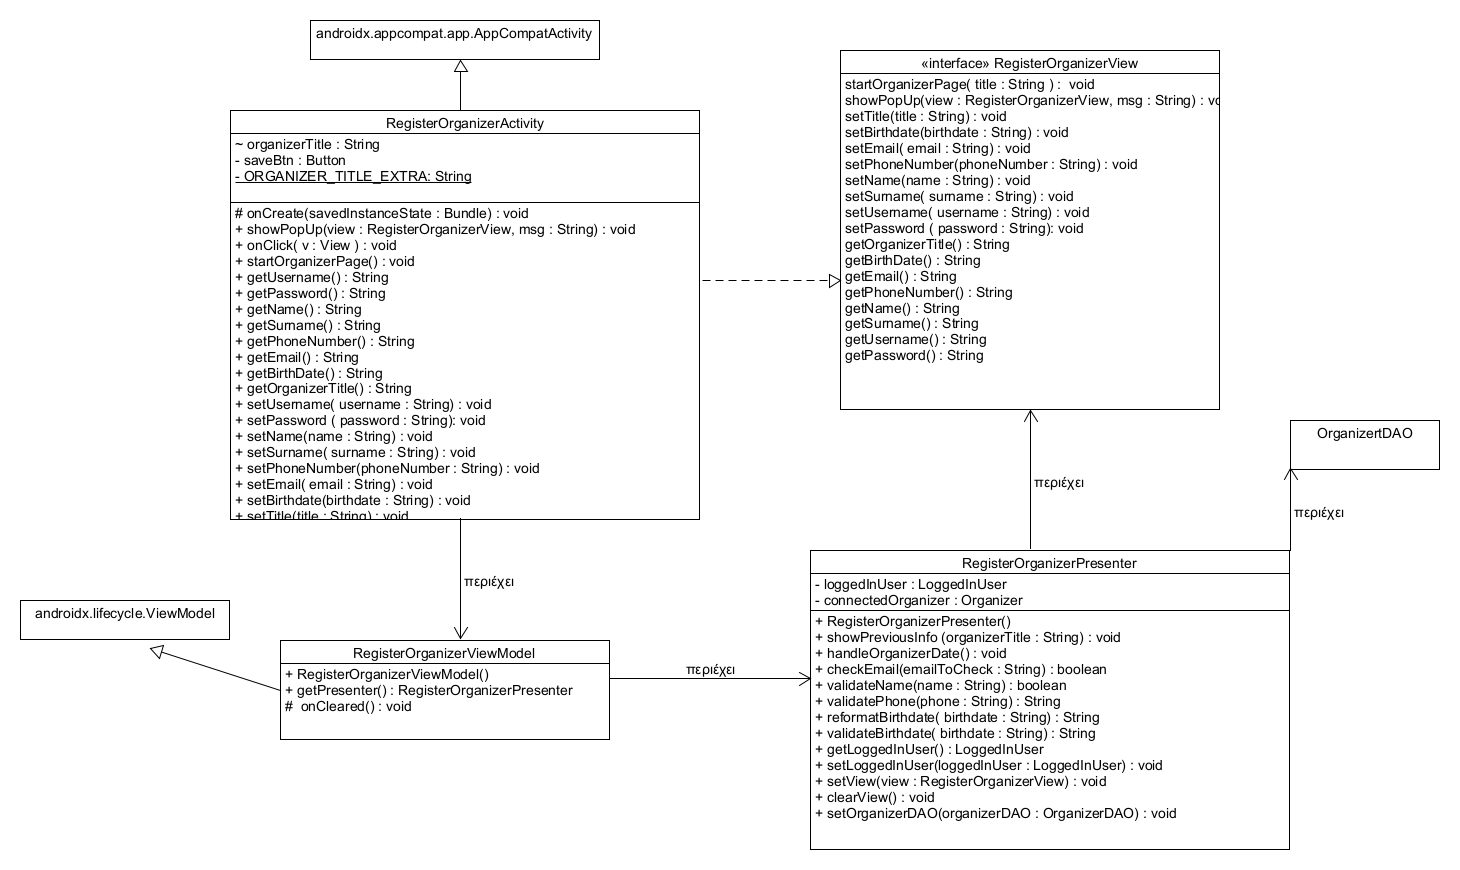 androidx.appcompat.app.AppCompatActivity
RegisterOrganizerActivity
~ organizerTitle : String
- saveBtn : Button
- ORGANIZER_TITLE_EXTRA: String
# onCreate(savedInstanceState : Bundle) : void
+ showPopUp(view : RegisterOrganizerView, msg : String) : void
+ onClick( v : View ) : void
+ startOrganizerPage() : void
+ getUsername() : String
+ getPassword() : String
+ getName() : String
+ getSurname() : String
+ getPhoneNumber() : String
+ getEmail() : String
+ getBirthDate() : String
+ getOrganizerTitle() : String
+ setUsername( username : String) : void
+ setPassword ( password : String): void
+ setName(name : String) : void
+ setSurname( surname : String) : void
+ setPhoneNumber(phoneNumber : String) : void
+ setEmail( email : String) : void
+ setBirthdate(birthdate : String) : void
+ setTitle(title : String) : void
«interface» RegisterOrganizerView
startOrganizerPage( title : String ) :  void
showPopUp(view : RegisterOrganizerView, msg : String) : vo
setTitle(title : String) : void
setBirthdate(birthdate : String) : void
setEmail( email : String) : void
setPhoneNumber(phoneNumber : String) : void
setName(name : String) : void
setSurname( surname : String) : void
setUsername( username : String) : void
setPassword ( password : String): void
getOrganizerTitle() : String
getBirthDate() : String
getEmail() : String
getPhoneNumber() : String
getName() : String
getSurname() : String
getUsername() : String
getPassword() : String
OrganizertDAO
περιέχει
περιέχει
περιέχει
androidx.lifecycle.ViewModel
RegisterOrganizerViewModel
+ RegisterOrganizerViewModel()
+ getPresenter() : RegisterOrganizerPresenter
#  onCleared() : void
περιέχει
RegisterOrganizerPresenter
- loggedInUser : LoggedInUser
- connectedOrganizer : Organizer
+ RegisterOrganizerPresenter()
+ showPreviousInfo (organizerTitle : String) : void
+ handleOrganizerDate() : void
+ checkEmail(emailToCheck : String) : boolean
+ validateName(name : String) : boolean
+ validatePhone(phone : String) : String
+ reformatBirthdate( birthdate : String) : String
+ validateBirthdate( birthdate : String) : String
+ getLoggedInUser() : LoggedInUser
+ setLoggedInUser(loggedInUser : LoggedInUser) : void
+ setView(view : RegisterOrganizerView) : void
+ clearView() : void
+ setOrganizerDAO(organizerDAO : OrganizerDAO) : void